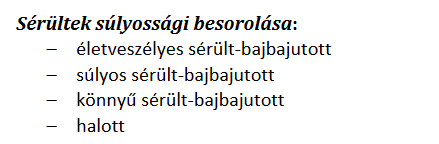 Sérültek súlyossági besorolása:
– életveszélyes sérült-bajbajutott
– súlyos sérült-bajbajutott
– könnyű sérült-bajbajutott
– halott